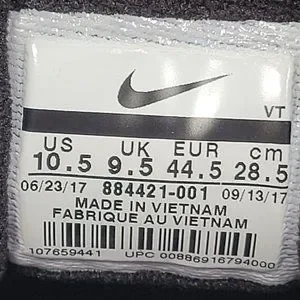 VT
US UK EUR cm
10.5 9.5 44.5 28.5
06/23/17 884421-001 09/13/17
MADE IN VIETNAM
FABRIQUE AU VIETNAM
107659441 UPC 00886916794000